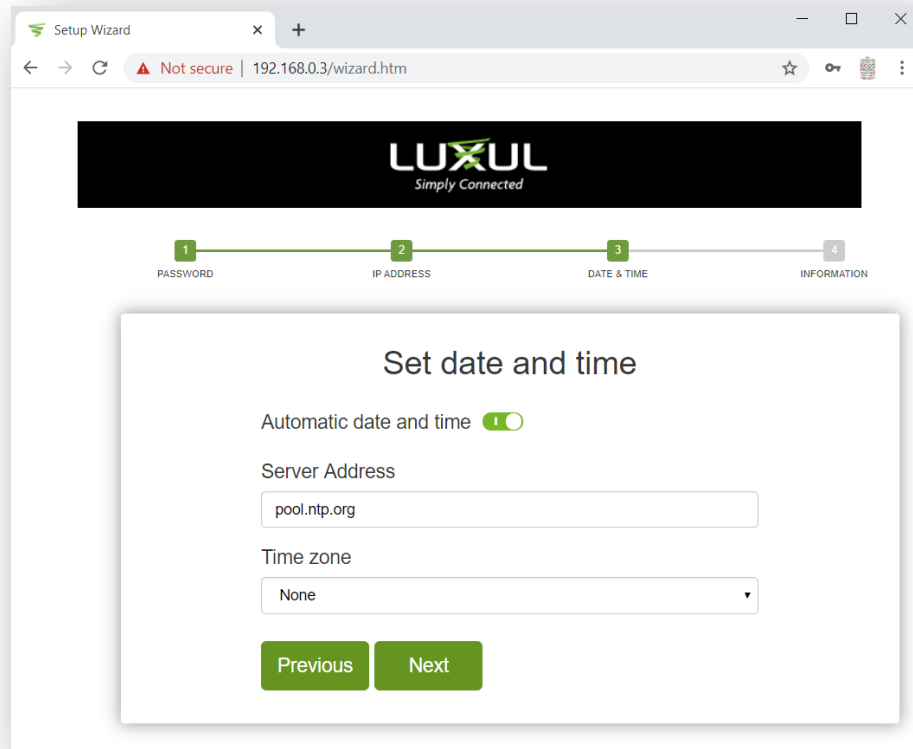 Setup Wizard
Not secure | 192.168.0.3/wizard.htm
LUXUL
Simply Connected
1 2 3 4
PASSWORD IP ADDRESS DATE & TIME INFORMATION
Set date and time
Automatic date and time
Server Address
pool.ntp.org
Time zone
None
Previous Next